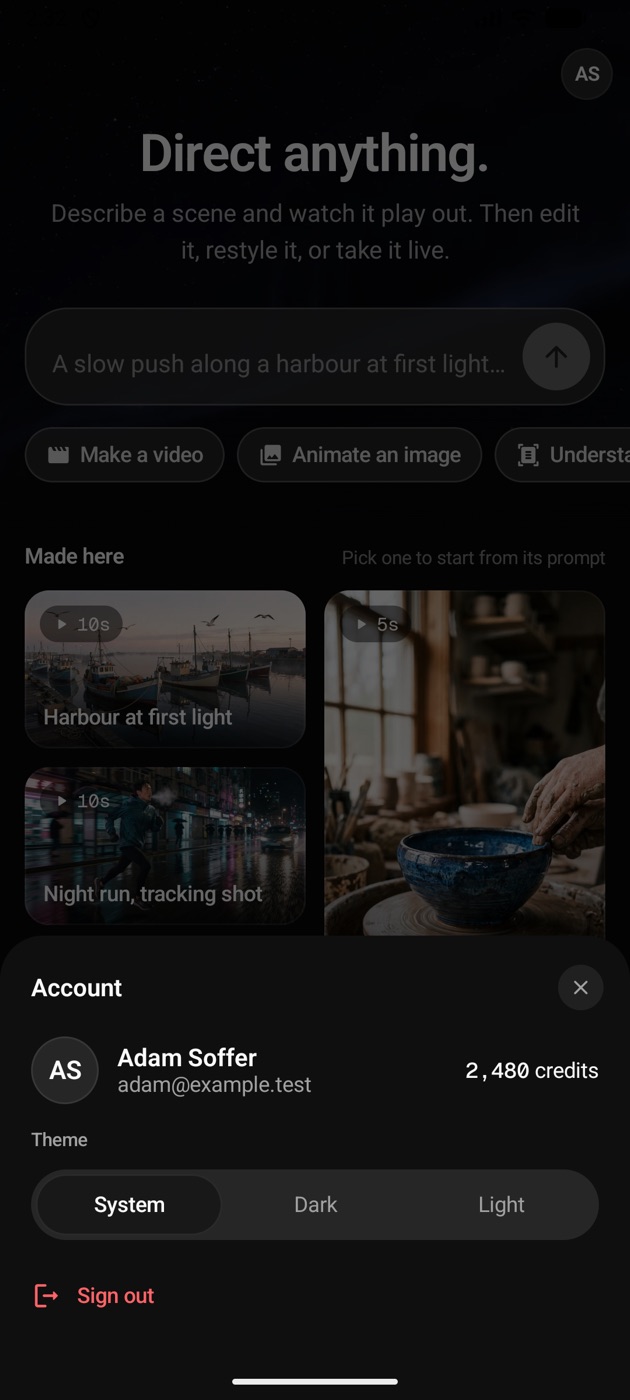 AS
Direct anything.
Describe a scene and watch it play out. Then edit
it, restyle it, or take it live.
A slow push along a harbour at first light...
Make a video
Animate an image
Understa
Made here
Pick one to start from its prompt
10s
Harbour at first light
5s
10s
Night run, tracking shot
Account
AS
Adam Soffer
adam@example.test
2,480 credits
Theme
System
Dark
Light
Sign out